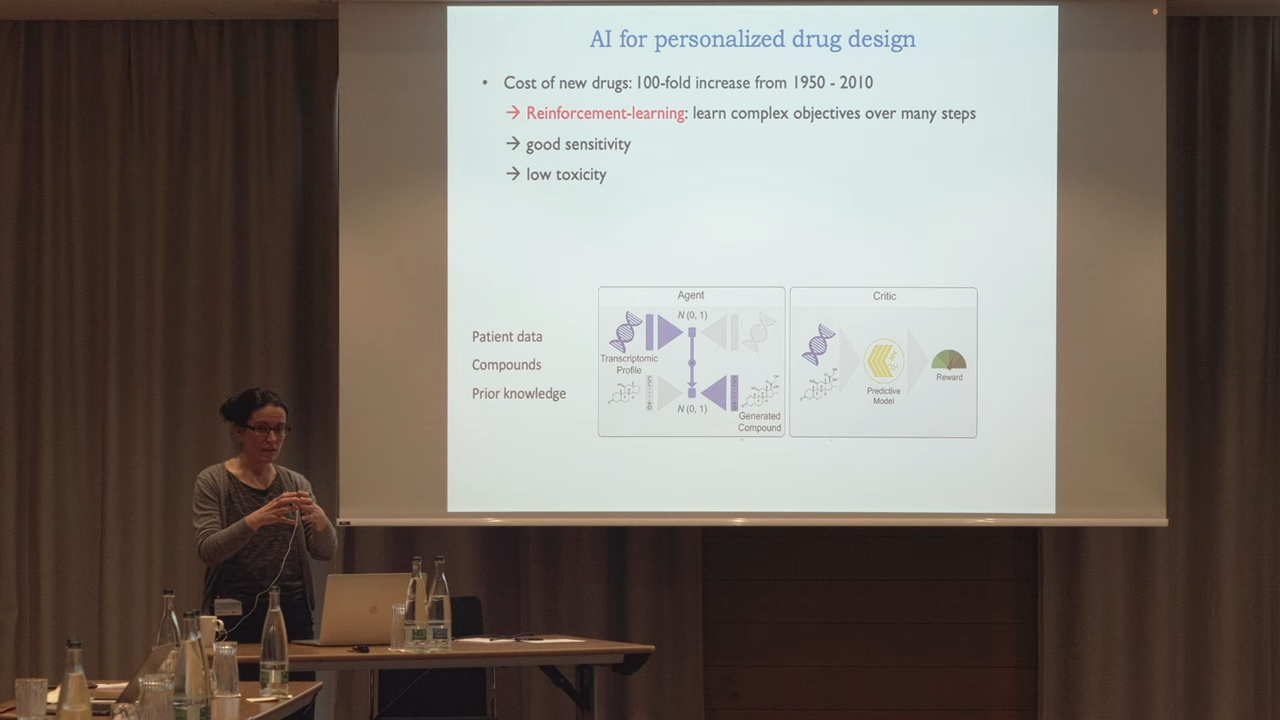 AI for personalized drug design
• Cost of new drugs: 100-fold increase from 1950 - 2010
→ Reinforcement-learning: learn complex objectives over many steps
→ good sensitivity
→ low toxicity
Patient data
Compounds
Prior knowledge
Agent
N (0, 1)
Transcriptomic
Profile
N (0, 1)
Generated
Compound
Critic
Predictive
Model
Reward